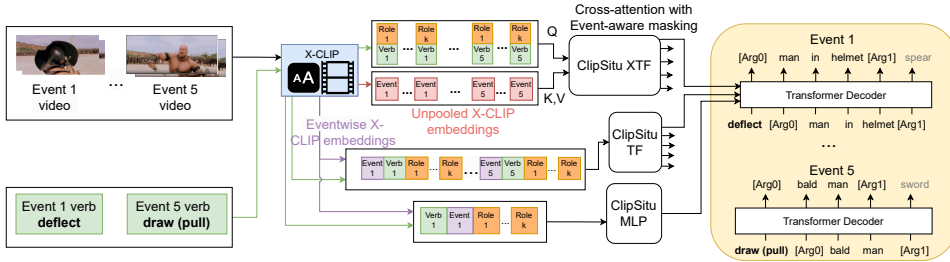 Event 1
video
...
Event 5
video
Event 1 verb
deflect
Event 5 verb
draw (pull)
X-CLIP
AA
Eventwise X-
CLIP embeddings
Role Role Role Role
1 ... k ... 1 ... k
Verb Verb Verb Verb
1 1 5 5
Event Event Event Event
1 ... 1 ... 5 ... 5
Unpooled X-CLIP
embeddings
Q
K,V
Cross-attention with
Event-aware masking
ClipSitu XTF
Event Verb Role ... Role ... Event Verb Role ... Role
1 1 1 k 5 5 1 k
ClipSitu
TF
Verb Event Role ... Role
1 1 1 k
ClipSitu
MLP
Event 1
[Arg0] man in helmet [Arg1] spear
Transformer Decoder
deflect [Arg0] man in helmet [Arg1]
...
Event 5
[Arg0] bald man [Arg1] sword
Transformer Decoder
draw (pull) [Arg0] bald man [Arg1]